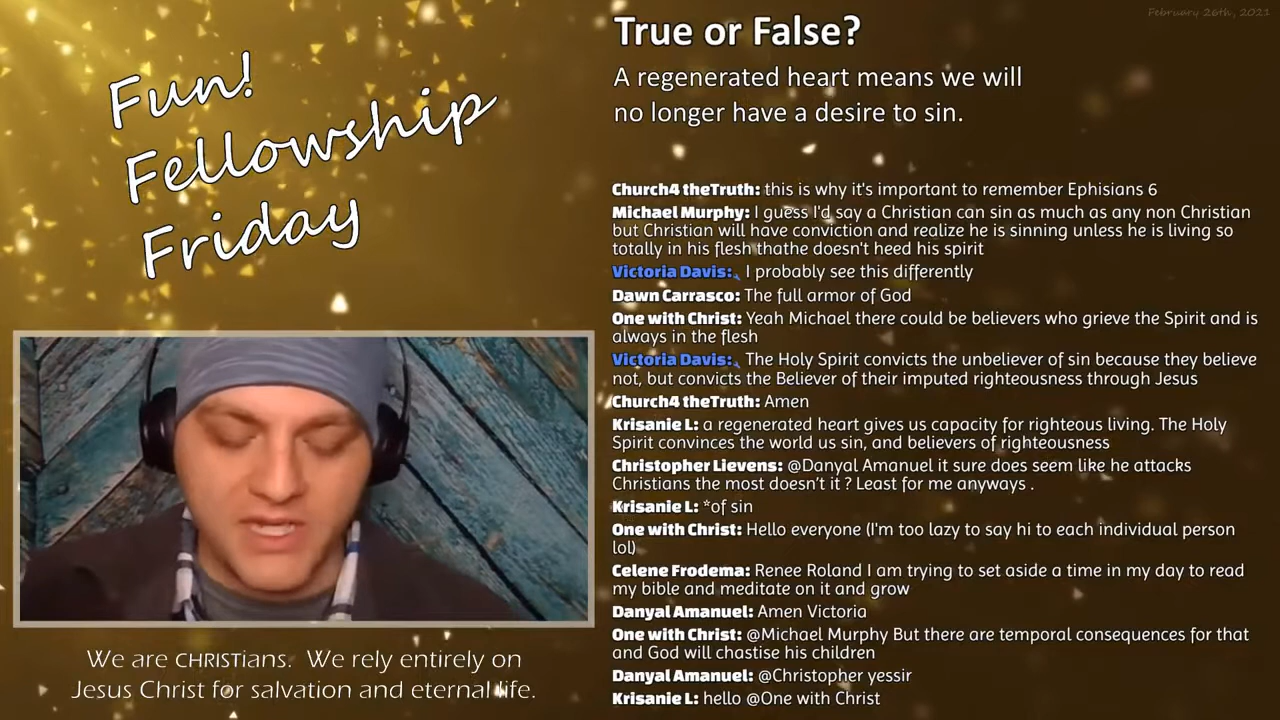 February 26th, 2021
Fun!
Fellowship
Friday
True or False?
A regenerated heart means we will
no longer have a desire to sin.
Church4 theTruth: this is why it's important to remember Ephisians 6
Michael Murphy: I guess I'd say a Christian can sin as much as any non Christian
but Christian will have conviction and realize he is sinning unless he is living so
totally in his flesh thathe doesn't heed his spirit
Victoria Davis:、 I probably see this differently
Dawn Carrasco: The full armor of God
One with Christ: Yeah Michael there could be believers who grieve the Spirit and is
always in the flesh
Victoria Davis:、 The Holy Spirit convicts the unbeliever of sin because they believe
not, but convicts the Believer of their imputed righteousness through Jesus
Church4 theTruth: Amen
Krisanie L: a regenerated heart gives us capacity for righteous living. The Holy
Spirit convinces the world us sin, and believers of righteousness
Christopher Lievens: @Danyal Amanuel it sure does seem like he attacks
Christians the most doesn't it ? Least for me anyways .
Krisanie L: *of sin
One with Christ: Hello everyone (I'm too lazy to say hi to each individual person
lol)
Celene Frodema: Renee Roland I am trying to set aside a time in my day to read
my bible and meditate on it and grow
Danyal Amanuel: Amen Victoria
One with Christ: @Michael Murphy But there are temporal consequences for that
and God will chastise his children
Danyal Amanuel: @Christopher yessir
Krisanie L: hello @One with Christ
We are CHRISTians. We rely entirely on
Jesus Christ for salvation and eternal life.